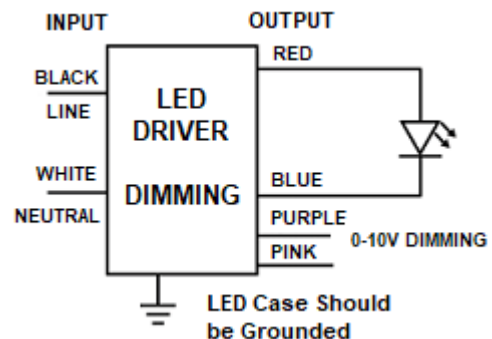 INPUT
OUTPUT
RED
BLACK
LINE
LED
DRIVER
DIMMING
WHITE
NEUTRAL
BLUE
PURPLE
PINK
0-10V DIMMING
LED Case Should
be Grounded